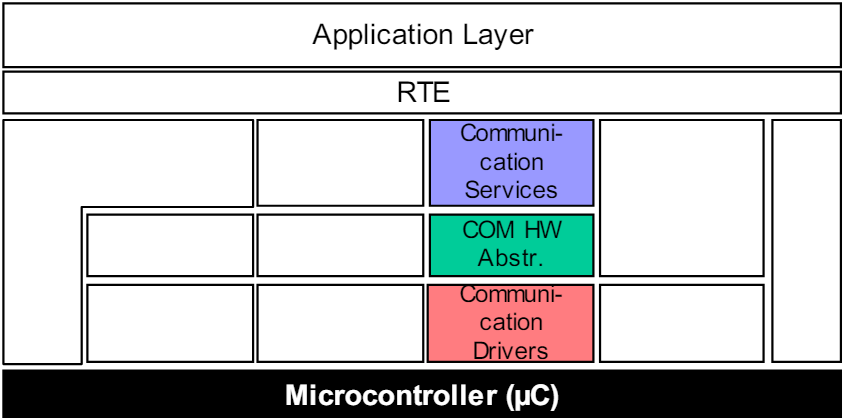 Application Layer
RTE
Communi-
cation
Services
COM HW
Abstr.
Communi-
cation
Drivers
Microcontroller (µC)